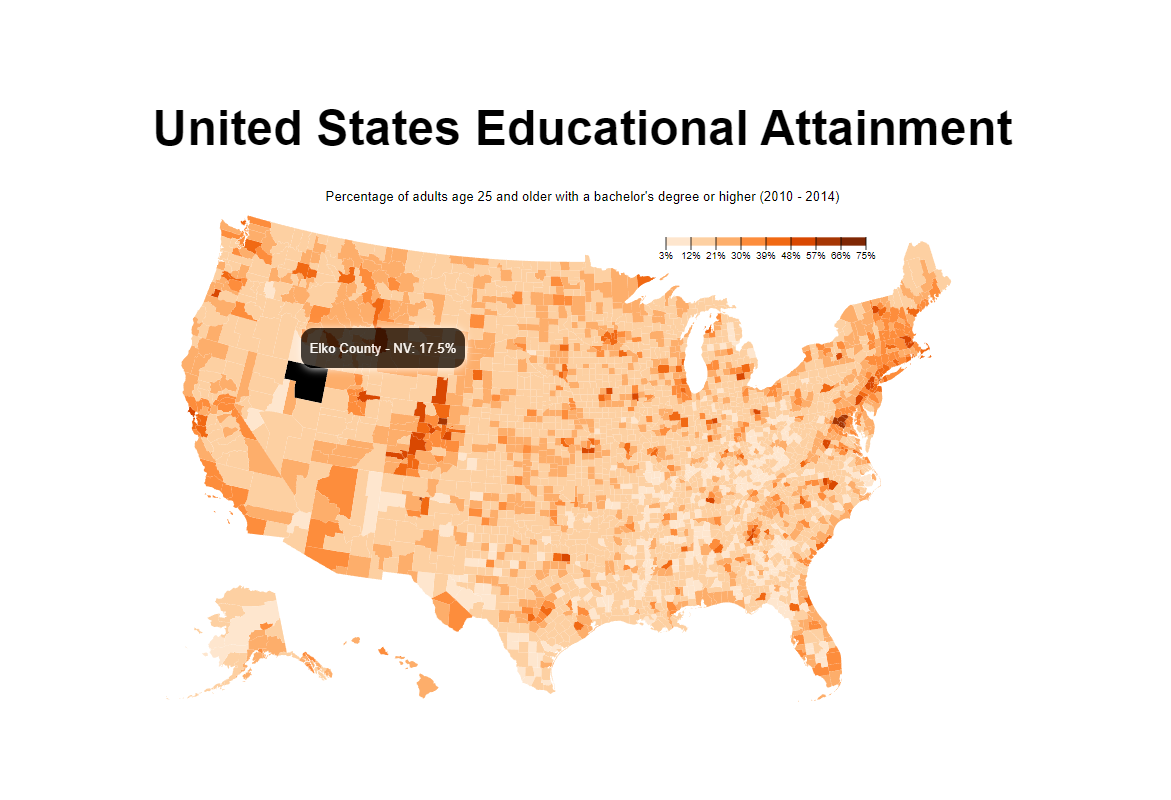 United States Educational Attainment
Percentage of adults age 25 and older with a bachelor's degree or higher (2010 - 2014)
3% 12% 21% 30% 39% 48% 57% 66% 75%
Elko County - NV: 17.5%